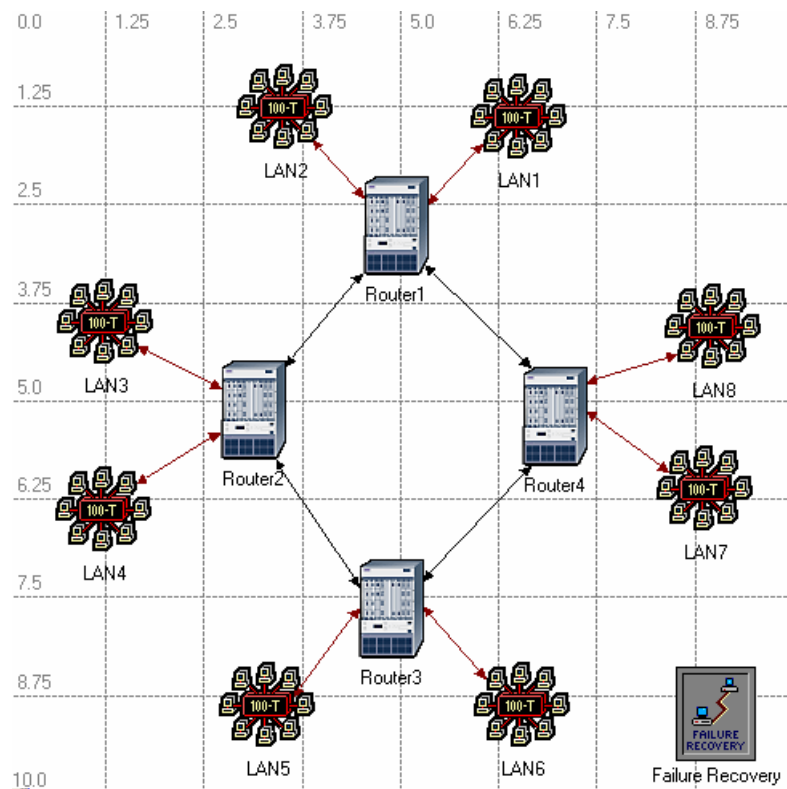 0.0 1.25 2.5 3.75 5.0 6.25 7.5 8.75
1.25
100-T
100-T
LAN2
LAN1
2.5
Router1
3.75
100-T
100-T
LAN3
LAN8
5.0
Router2
Router4
6.25
100-T
100-T
LAN4
LAN7
7.5
Router3
8.75
100-T
100-T
FAILURE
RECOVERY
LAN5
LAN6
Failure Recovery
10.0